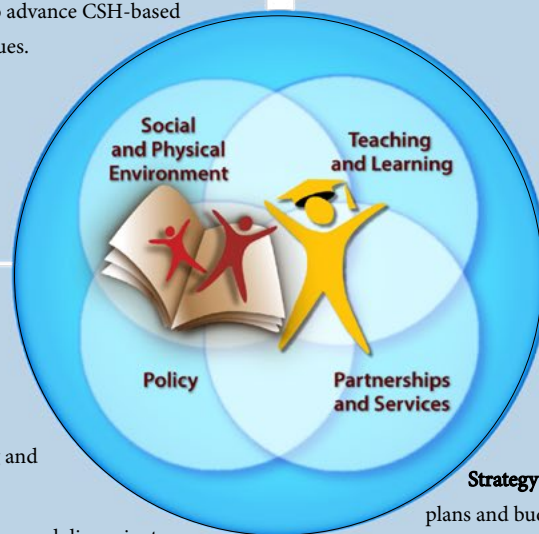 advance CSH-based
ues.
Social
and Physical
Environment
Teaching
and Learning
Policy
Partnerships
and Services
and
Strategy
plans and bud